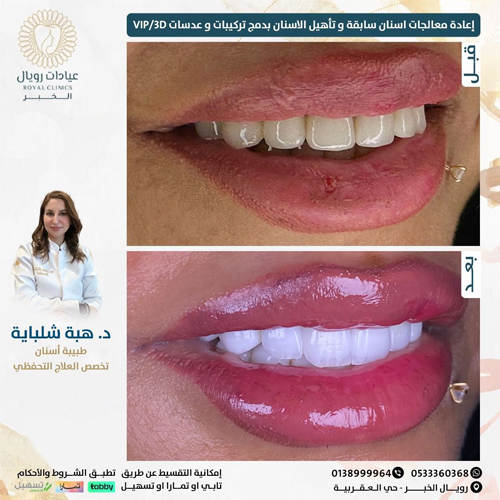 إعادة معالجات اسنان سابقة و تأهيل الاسنان بدمج تركيبات و عدسات VIP/3D
عيادات رويال
ROYAL CLINICS
الخبر
قبل
بعد
د. هبة شلباية
طبيبة أسنان
تخصص العلاج التحفظي
0533360368
0138999964
رويال الخبر - حي العقربية
إمكانية التقسيط عن طريق
تابي او تمارا او تسهيل
تطبق الشروط والأحكام
تسهيل
تمارا
tabby